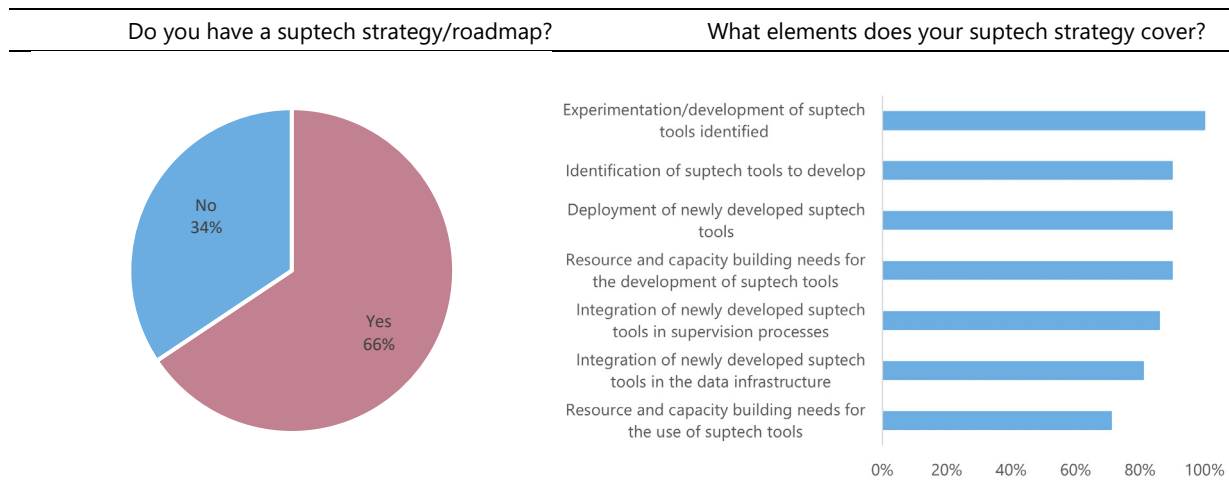 Do you have a suptech strategy/roadmap?
What elements does your suptech strategy cover?
No
34%
Yes
66%
Experimentation/development of suptech
tools identified
Identification of suptech tools to develop
Deployment of newly developed suptech
tools
Resource and capacity building needs for
the development of suptech tools
Integration of newly developed suptech
tools in supervision processes
Integration of newly developed suptech
tools in the data infrastructure
Resource and capacity building needs for
the use of suptech tools
0% 20% 40% 60% 80% 100%